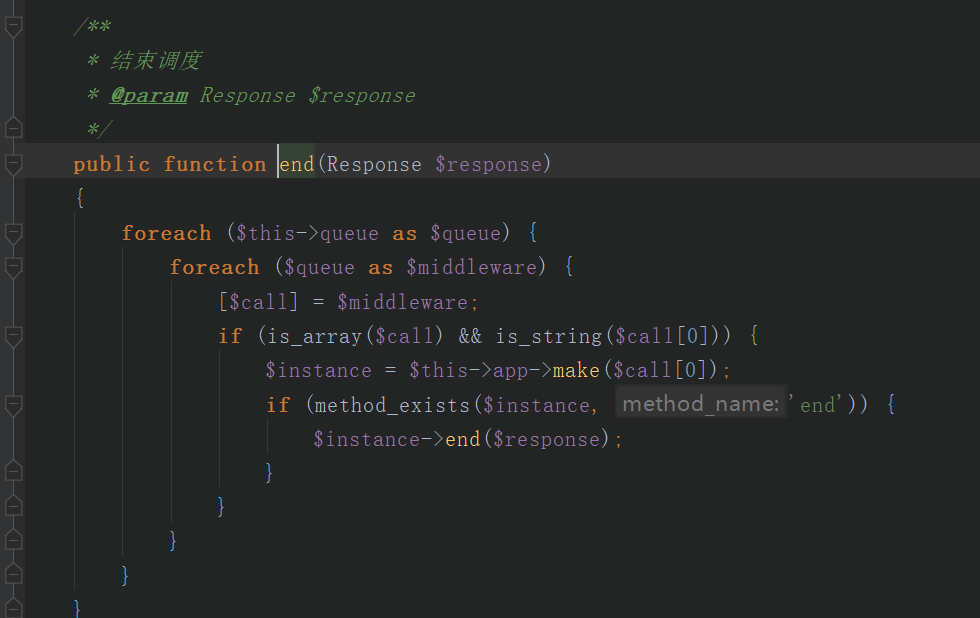 /**
 * 结束调度
 * @param Response $response
 */
public function end(Response $response)
{
    foreach ($this->queue as $queue) {
        foreach ($queue as $middleware) {
            [$call] = $middleware;
            if (is_array($call) && is_string($call[0])) {
                $instance = $this->app->make($call[0]);
                if (method_exists($instance, method_name: 'end')) {
                    $instance->end($response);
                }
            }
        }
    }
}